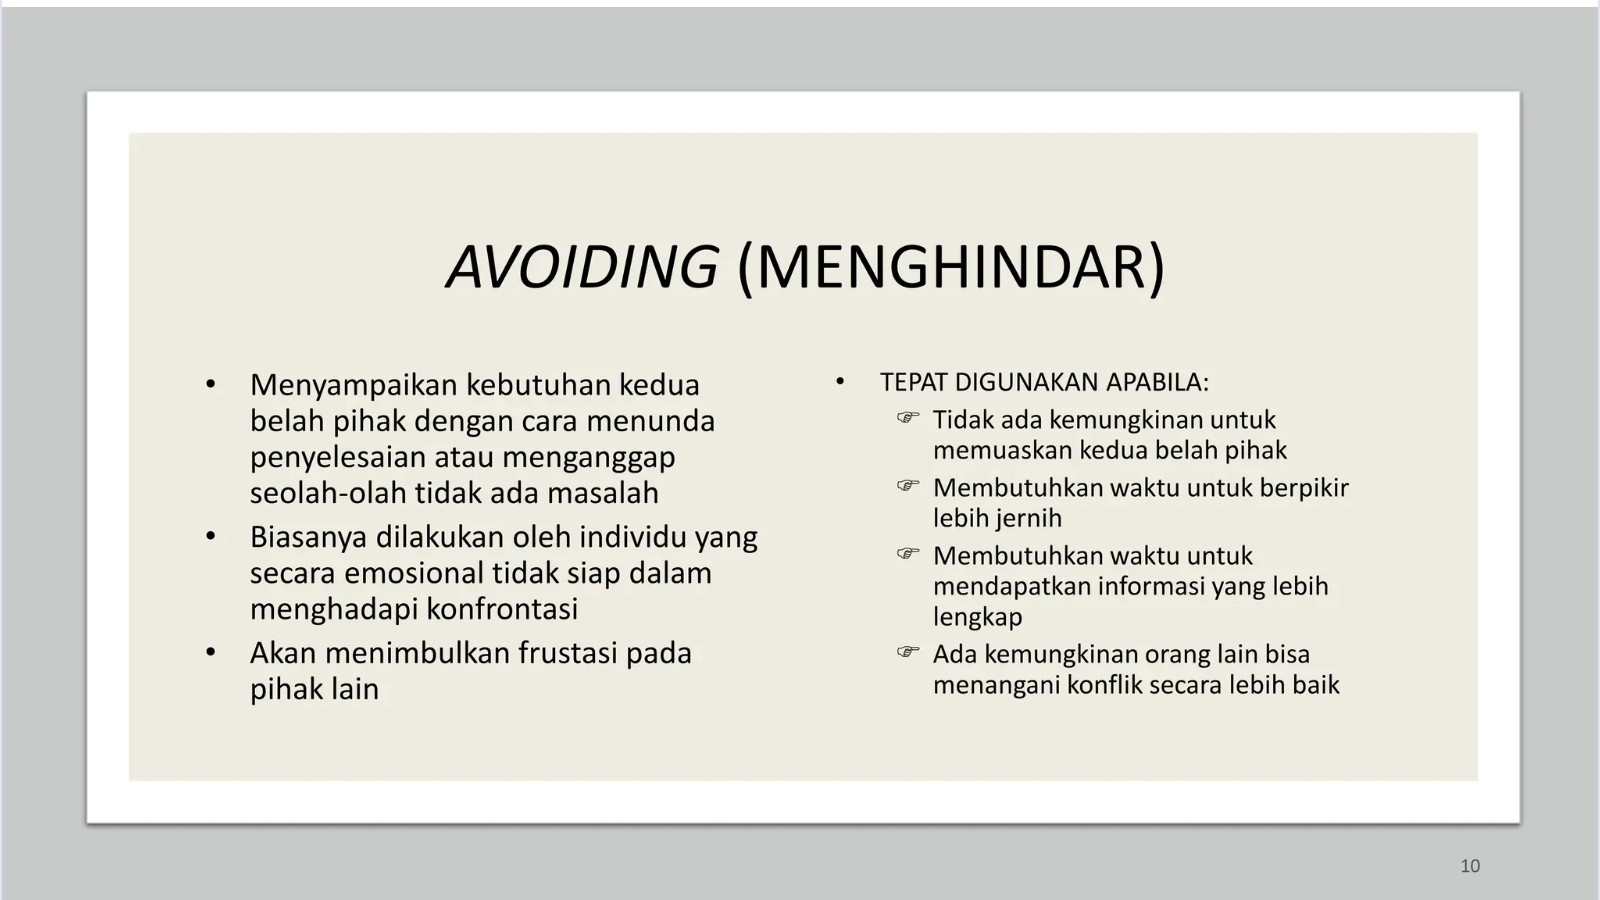 AVOIDING (MENGHINDAR)
• Menyampaikan kebutuhan kedua
belah pihak dengan cara menunda
penyelesaian atau menganggap
seolah-olah tidak ada masalah
• Biasanya dilakukan oleh individu yang
secara emosional tidak siap dalam
menghadapi konfrontasi
• Akan menimbulkan frustasi pada
pihak lain
• TEPAT DIGUNAKAN APABILA:
☞ Tidak ada kemungkinan untuk
memuaskan kedua belah pihak
☞ Membutuhkan waktu untuk berpikir
lebih jernih
☞ Membutuhkan waktu untuk
mendapatkan informasi yang lebih
lengkap
☞ Ada kemungkinan orang lain bisa
menangani konflik secara lebih baik
10